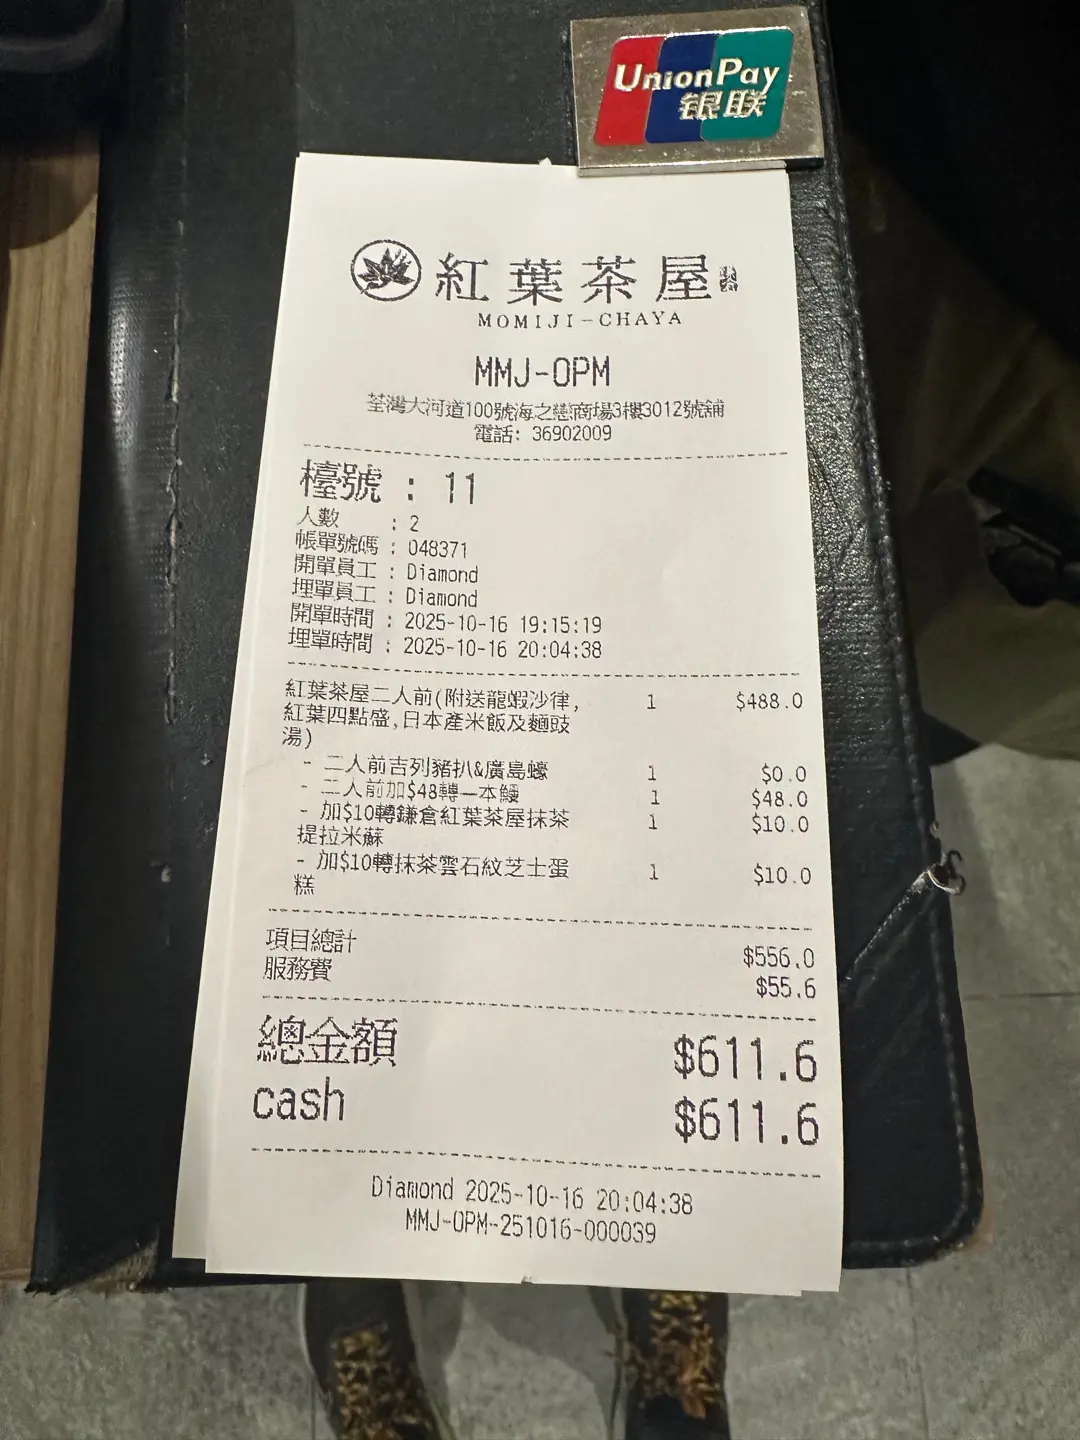 UnionPay
银联
紅葉茶屋
MOMIJI-CHAYA
MMJ-OPM
荃灣大河道100號海之戀商場3樓3012號舖
電話: 36902009
檯號 : 11
人數 : 2
帳單號碼 : 048371
開單員工 : Diamond
埋單員工 : Diamond
開單時間 : 2025-10-16 19:15:19
埋單時間 : 2025-10-16 20:04:38
紅葉茶屋二人前(附送龍蝦沙律, 1 $488.0
紅葉四點盛,日本產米飯及麵豉
湯)
- 二人前吉列豬扒&廣島蠔 1 $0.0
- 二人前加$48轉一本鰻 1 $48.0
- 加$10轉鎌倉紅葉茶屋抹茶 1 $10.0
提拉米蘇
- 加$10轉抹茶雲石紋芝士蛋 1 $10.0
糕
項目總計 $556.0
服務費 $55.6
總金額 $611.6
cash $611.6
Diamond 2025-10-16 20:04:38
MMJ-OPM-251016-000039